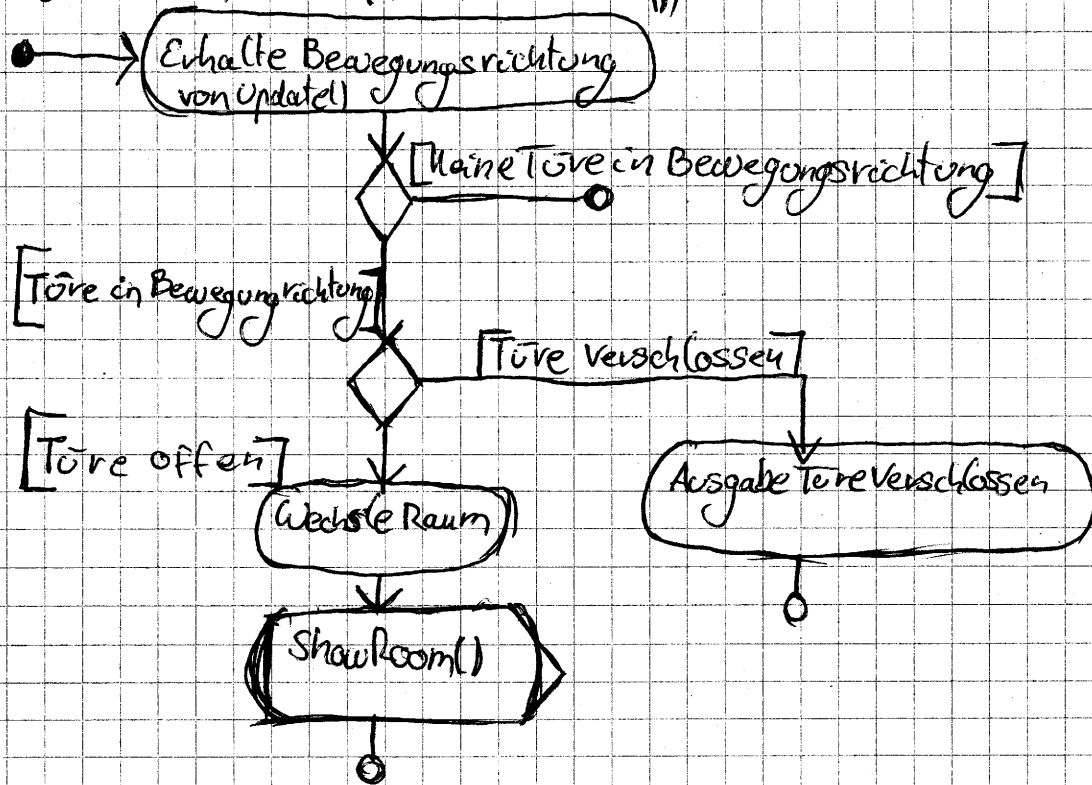 Erhalte Bewegungsrichtung
von Update()
[Keine Türe in Bewegungsrichtung]
[Türe in Bewegungrichtung]
[Türe verschlossen]
[Türe offen]
Ausgabe Türe Verschlossen
Wechsle Raum
ShowRoom()